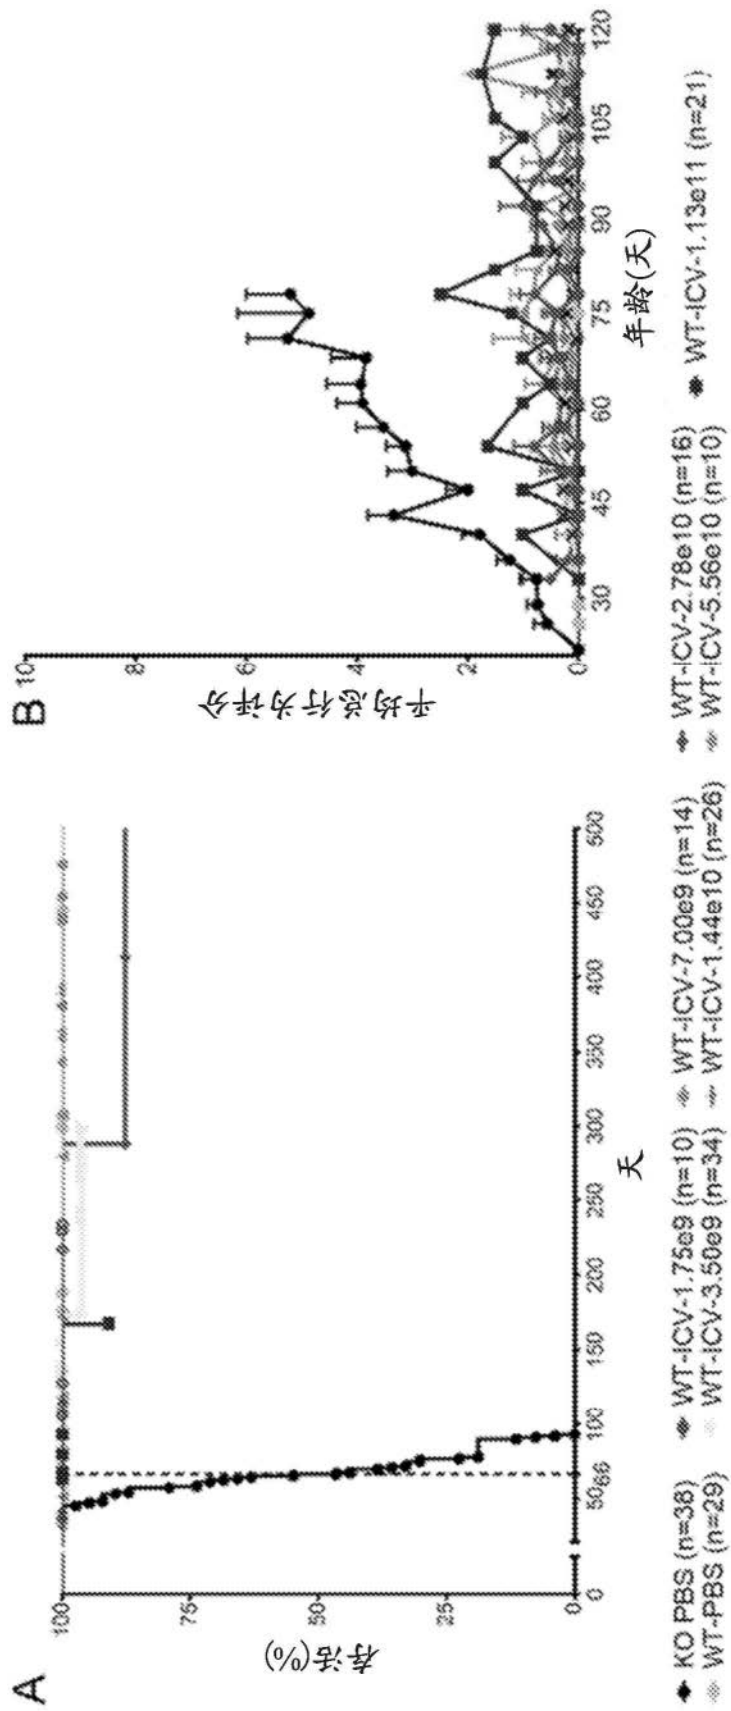 A
存活(%)
100
75
50
25
0
0
50
66
100
150
200
250
300
350
400
450
500
天
B
平均总行为评分
10
8
6
4
2
0
30
45
60
75
90
105
120
年龄(天)
KO PBS (n=38)
WT-PBS (n=29)
WT-ICV-1.75e9 (n=10)
WT-ICV-3.50e9 (n=34)
WT-ICV-7.00e9 (n=14)
WT-ICV-1.44e10 (n=26)
WT-ICV-2.78e10 (n=16)
WT-ICV-5.56e10 (n=10)
WT-ICV-1.13e11 (n=21)